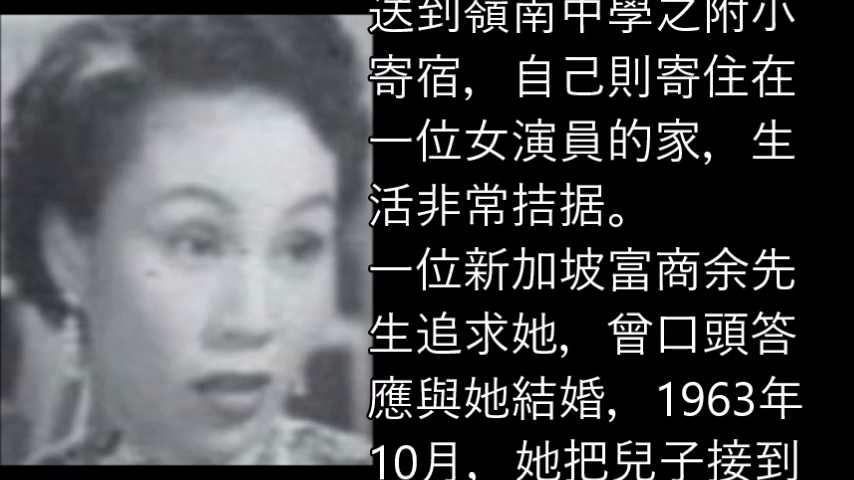 送到嶺南中學之附小
寄宿，自己則寄住在
一位女演員的家，生
活非常拮据。
一位新加坡富商余先
生追求她，曾口頭答
應與她結婚，1963年
10月，她把兒子接到